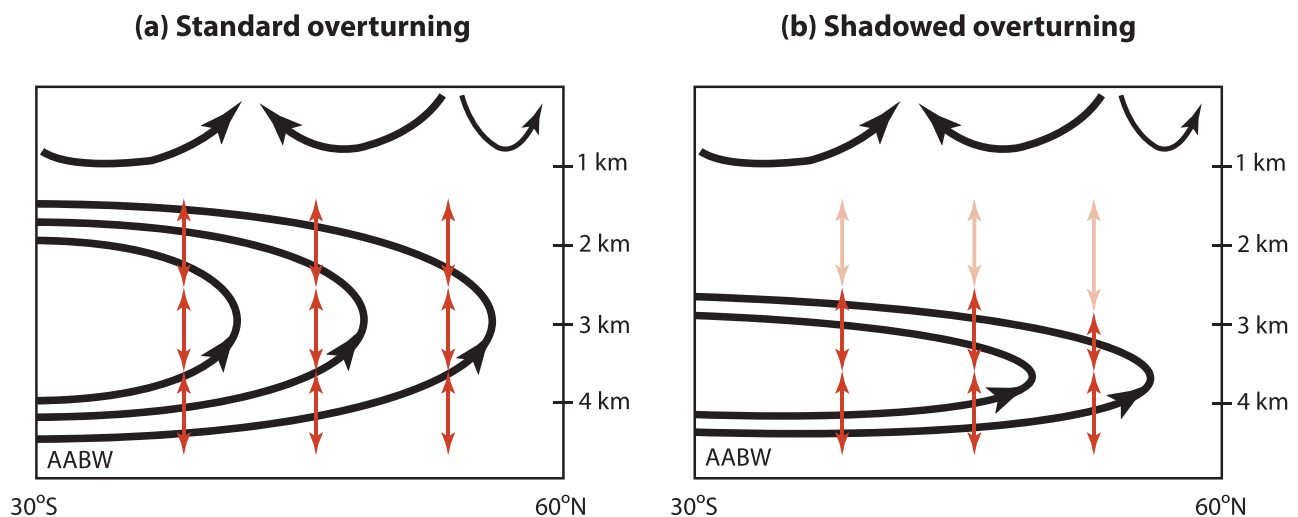 (a) Standard overturning
1 km
2 km
3 km
4 km
AABW
30°S
60°N
(b) Shadowed overturning
1 km
2 km
3 km
4 km
AABW
30°S
60°N